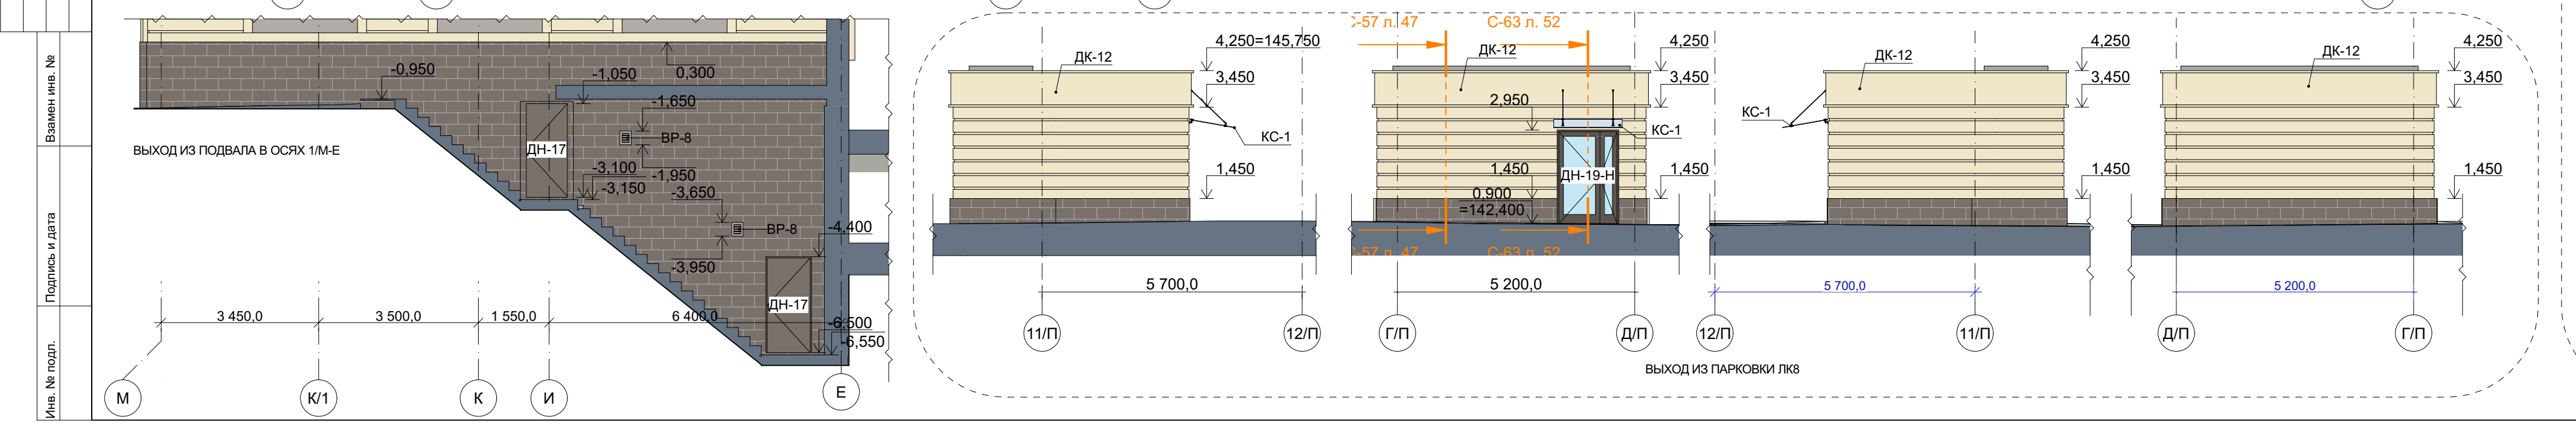 Взамен инв. №
Подпись и дата
Инв. № подл.
-0,950
0,300
-1,050
-1,650
ВР-8
ДН-17
-3,100
-1,950
-3,150
-3,650
ВР-8
-4,400
-3,950
ДН-17
-6,500
-6,550
ВЫХОД ИЗ ПОДВАЛА В ОСЯХ 1/М-Е
3 450,0
3 500,0
1 550,0
6 400,0
М
К/1
К
И
Е
ДК-12
4,250=145,750
3,450
КС-1
1,450
5 700,0
11/П
12/П
С-57 л. 47
С-63 л. 52
ДК-12
4,250
3,450
2,950
КС-1
1,450
ДН-19-Н
1,450
0,900
=142,400
С-57 л. 47
С-63 л. 52
5 200,0
Г/П
Д/П
ДК-12
4,250
3,450
КС-1
1,450
5 700,0
12/П
11/П
ДК-12
4,250
3,450
1,450
5 200,0
Д/П
Г/П
ВЫХОД ИЗ ПАРКОВКИ ЛК8